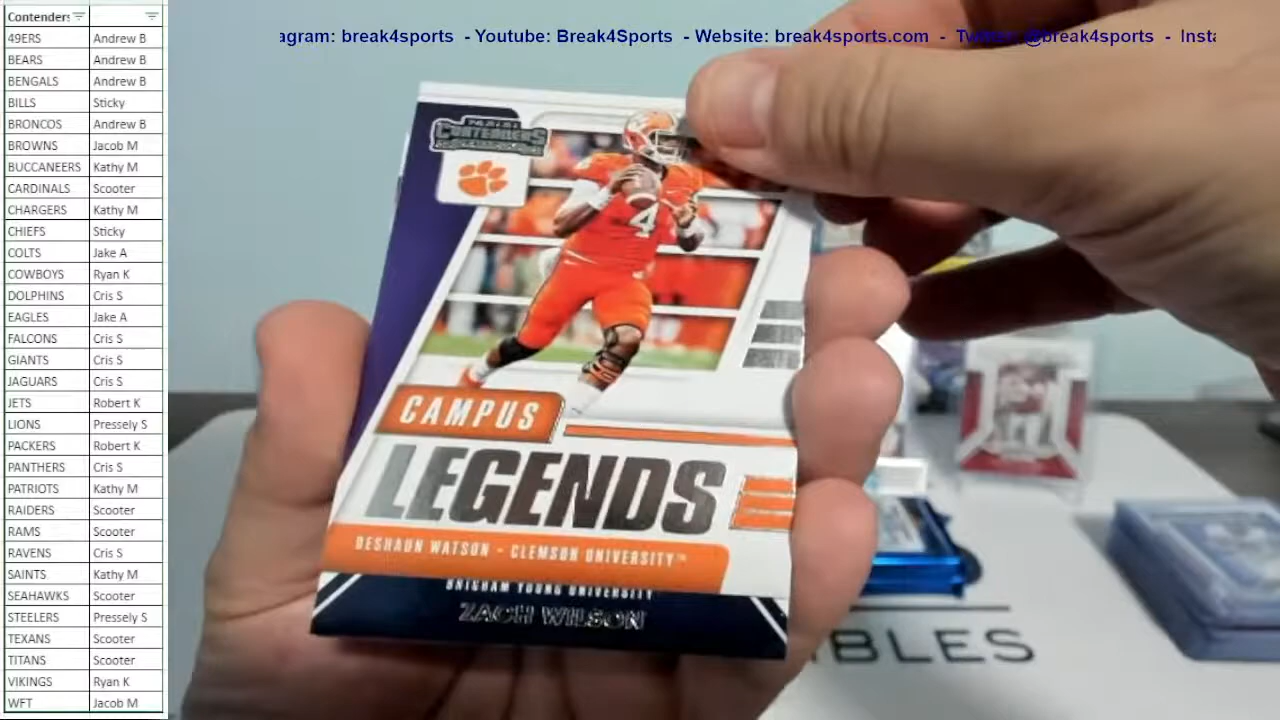 agram: break4sports - Youtube: Break4Sports - Website: break4sports.com - Twitter: @break4sports - Insta
Contenders
49ERS Andrew B
BEARS Andrew B
BENGALS Andrew B
BILLS Sticky
BRONCOS Andrew B
BROWNS Jacob M
BUCCANEERS Kathy M
CARDINALS Scooter
CHARGERS Kathy M
CHIEFS Sticky
COLTS Jake A
COWBOYS Ryan K
DOLPHINS Cris S
EAGLES Jake A
FALCONS Cris S
GIANTS Cris S
JAGUARS Cris S
JETS Robert K
LIONS Pressely S
PACKERS Robert K
PANTHERS Cris S
PATRIOTS Kathy M
RAIDERS Scooter
RAMS Scooter
RAVENS Cris S
SAINTS Kathy M
SEAHAWKS Scooter
STEELERS Pressely S
TEXANS Scooter
TITANS Scooter
VIKINGS Ryan K
WFT Jacob M
PANINI
CONTENDERS
4
CAMPUS
LEGENDS
DESHAUN WATSON - CLEMSON UNIVERSITY™
BRIGHAM YOUNG UNIVERSITY
ZACH WILSON
IBLES